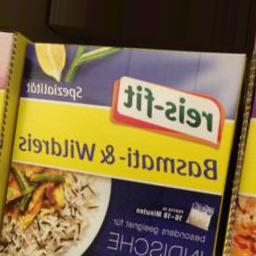 Spezialität
reis-fit
Basmati- & Wildreis
16-18 Minuten
besonders geeignet für
INDISCHE